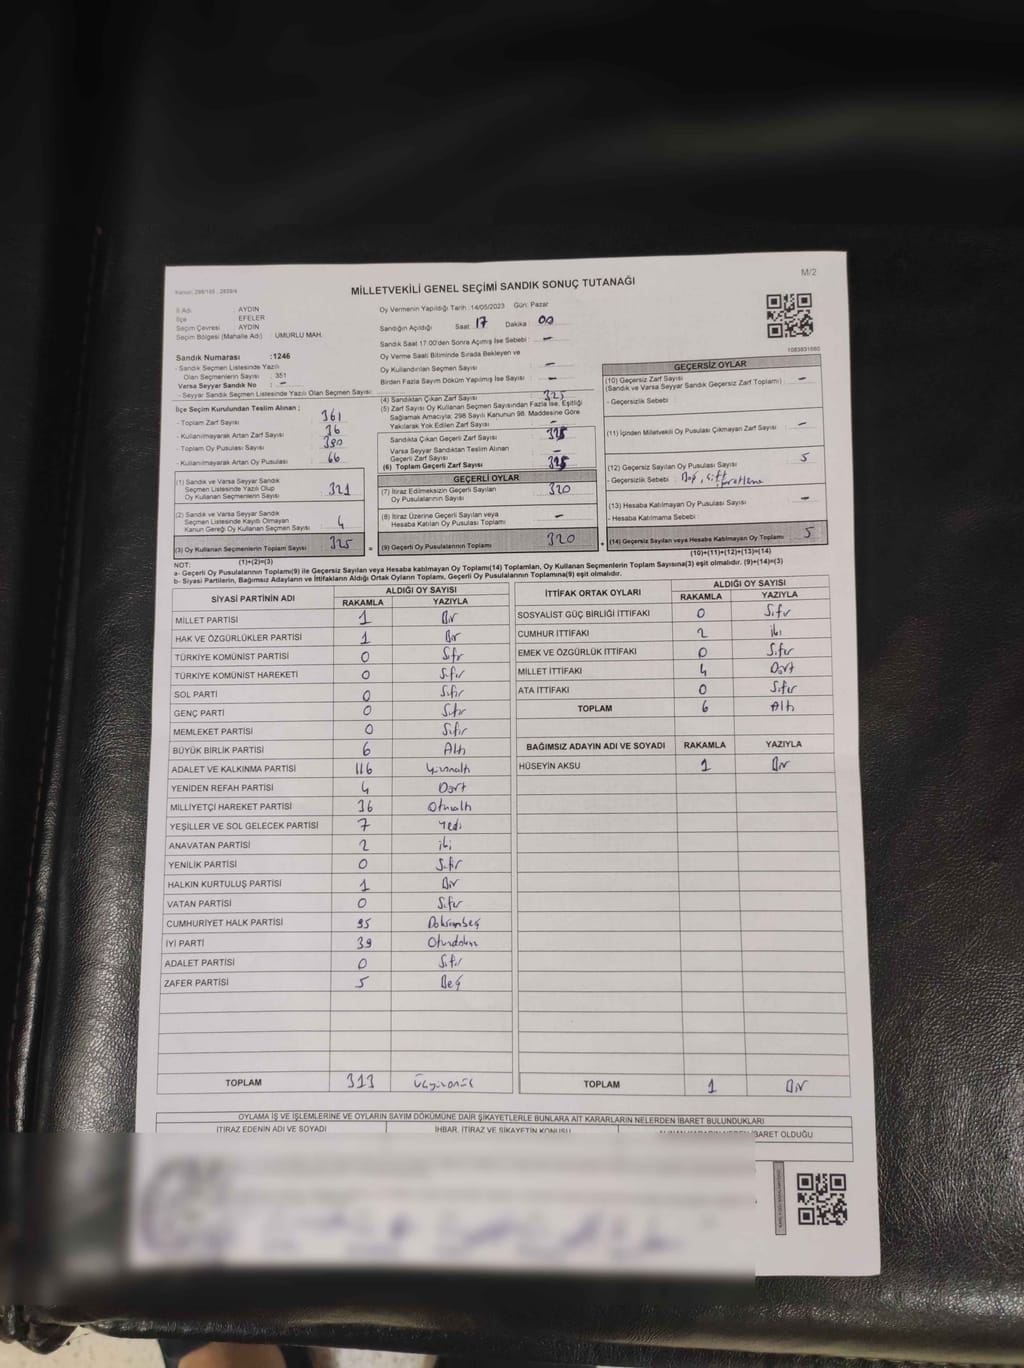 M/2
MİLLETVEKİLİ GENEL SEÇİMİ SANDIK SONUÇ TUTANAĞI
İl Adı : AYDIN
İlçe : EFELER
Seçim Çevresi : AYDIN
Seçim Bölgesi (Mahalle Adı) : UMURLU MAH.
Sandık Numarası :1246
- Sandık Seçmen Listesinde Yazılı
Olan Seçmenlerin Sayısı : 351
Varsa Seyyar Sandık No : -
- Seyyar Sandık Seçmen Listesinde Yazılı Olan Seçmen Sayısı:
İlçe Seçim Kurulundan Teslim Alınan ;
- Toplam Zarf Sayısı : 361
- Kullanılmayarak Artan Zarf Sayısı : 36
- Toplam Oy Pusulası Sayısı : 380
- Kullanılmayarak Artan Oy Pusulası : 66
(1) Sandık ve Varsa Seyyar Sandık
Seçmen Listesinde Yazılı Olup
Oy Kullanan Seçmenlerin Sayısı : 321
(2) Sandık ve Varsa Seyyar Sandık
Seçmen Listesinde Kayıtlı Olmayan
Kanun Gereği Oy Kullanan Seçmen Sayısı : 4
(3) Oy Kullanan Seçmenlerin Toplam Sayısı : 325
(1)+(2)=(3)
Oy Vermenin Yapıldığı Tarih :14/05/2023 Gün: Pazar
Sandığın Açıldığı Saat: 17 Dakika : 00
Sandık Saat 17:00'den Sonra Açılmış İse Sebebi : -
Oy Verme Saati Bitiminde Sırada Bekleyen ve
Oy Kullandırılan Seçmen Sayısı : -
Birden Fazla Sayım Döküm Yapılmış İse Sayısı : -
(4) Sandıktan Çıkan Zarf Sayısı : 325
(5) Zarf Sayısı Oy Kullanan Seçmen Sayısından Fazla İse, Eşitliği
Sağlamak Amacıyla; 298 Sayılı Kanunun 98. Maddesine Göre
Yakılarak Yok Edilen Zarf Sayısı : -
Sandıkta Çıkan Geçerli Zarf Sayısı : 325
Varsa Seyyar Sandıktan Teslim Alınan
Geçerli Zarf Sayısı : -
(6) Toplam Geçerli Zarf Sayısı : 325
GEÇERLİ OYLAR
(7) İtiraz Edilmeksizin Geçerli Sayılan
Oy Pusulalarının Sayısı : 320
(8) İtiraz Üzerine Geçerli Sayılan veya
Hesaba Katılan Oy Pusulası Toplamı : -
= (9) Geçerli Oy Pusulalarının Toplamı : 320
1083831660
GEÇERSİZ OYLAR
(10) Geçersiz Zarf Sayısı
(Sandık ve Varsa Seyyar Sandık Geçersiz Zarf Toplamı) : -
- Geçersizlik Sebebi :
(11) İçinden Milletvekili Oy Pusulası Çıkmayan Zarf Sayısı : -
(12) Geçersiz Sayılan Oy Pusulası Sayısı : 5
- Geçersizlik Sebebi : Boş, çift
(13) Hesaba Katılmayan Oy Pusulası Sayısı : -
- Hesaba Katılmama Sebebi :
+ (14) Geçersiz Sayılan veya Hesaba Katılmayan Oy Toplamı : 5
(10)+(11)+(12)+(13)=(14)
NOT:
a- Geçerli Oy Pusulalarının Toplamı(9) ile Geçersiz Sayılan veya Hesaba katılmayan Oy Toplamı(14) Toplamları, Oy Kullanan Seçmenlerin Toplam Sayısına(3) eşit olmalıdır. (9)+(14)=(3)
b- Siyasi Partilerin, Bağımsız Adayların ve İttifakların Aldığı Ortak Oyların Toplamı, Geçerli Oy Pusulalarının Toplamına(9) eşit olmalıdır.
SİYASİ PARTİNİN ADI ALDIĞI OY SAYISI
RAKAMLA YAZIYLA
MİLLET PARTİSİ 1 Bir
HAK VE ÖZGÜRLÜKLER PARTİSİ 1 Bir
TÜRKİYE KOMÜNİST PARTİSİ 0 Sıfır
TÜRKİYE KOMÜNİST HAREKETİ 0 Sıfır
SOL PARTİ 0 Sıfır
GENÇ PARTİ 0 Sıfır
MEMLEKET PARTİSİ 0 Sıfır
BÜYÜK BİRLİK PARTİSİ 6 Altı
ADALET VE KALKINMA PARTİSİ 116 Yüzonaltı
YENİDEN REFAH PARTİSİ 4 Dört
MİLLİYETÇİ HAREKET PARTİSİ 36 Otuzaltı
YEŞİLLER VE SOL GELECEK PARTİSİ 7 Yedi
ANAVATAN PARTİSİ 2 iki
YENİLİK PARTİSİ 0 Sıfır
HALKIN KURTULUŞ PARTİSİ 1 Bir
VATAN PARTİSİ 0 Sıfır
CUMHURİYET HALK PARTİSİ 95 Doksanbeş
İYİ PARTİ 39 Otuzdokuz
ADALET PARTİSİ 0 Sıfır
ZAFER PARTİSİ 5 Beş
TOPLAM 313 Üçyüzonüç
İTTİFAK ORTAK OYLARI ALDIĞI OY SAYISI
RAKAMLA YAZIYLA
SOSYALİST GÜÇ BİRLİĞİ İTTİFAKI 0 Sıfır
CUMHUR İTTİFAKI 2 iki
EMEK VE ÖZGÜRLÜK İTTİFAKI 0 Sıfır
MİLLET İTTİFAKI 4 Dört
ATA İTTİFAKI 0 Sıfır
TOPLAM 6 Altı
BAĞIMSIZ ADAYIN ADI VE SOYADI RAKAMLA YAZIYLA
HÜSEYİN AKSU 1 Bir
TOPLAM 1 Bir
OYLAMA İŞ VE İŞLEMLERİNE VE OYLARIN SAYIM DÖKÜMÜNE DAİR ŞİKAYETLERLE BUNLARA AİT KARARLARIN NELERDEN İBARET BULUNDUKLARI
İTİRAZ EDENİN ADI VE SOYADI İHBAR, İTİRAZ VE ŞİKAYETİN KONUSU ALINAN KARARIN NEDEN İBARET OLDUĞU